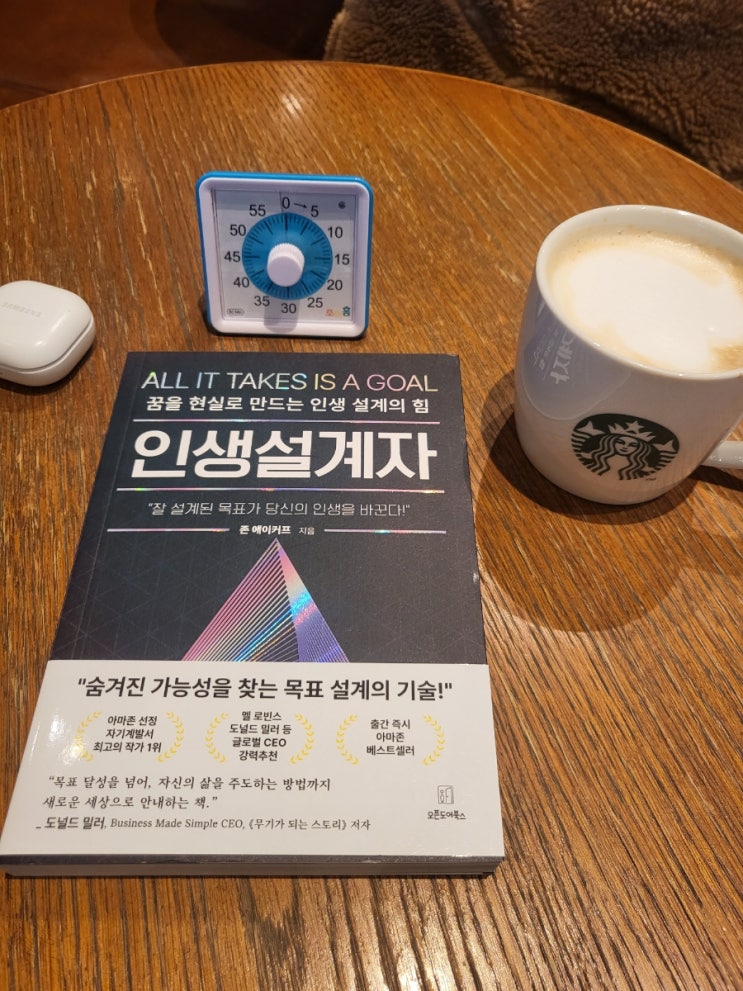 SAMSUNG
0 5
55
50 10
45 15
40
35 25
30
ALL IT TAKES IS A GOAL
꿈을 현실로 만드는 인생 설계의 힘
인생설계자
"잘 설계된 목표가 당신의 인생을 바꾼다!"
존 에이커프 지음
"숨겨진 가능성을 찾는 목표 설계의 기술!"
아마존 선정
자기계발서
최고의 작가 1위
멜 로빈스
도널드 밀러 등
글로벌 CEO
강력추천
출간 즉시
아마존
베스트셀러
"목표 달성을 넘어, 자신의 삶을 주도하는 방법까지
새로운 세상으로 안내하는 책."
_ 도널드 밀러, Business Made Simple CEO, 《무기가 되는 스토리》 저자
오픈도어북스